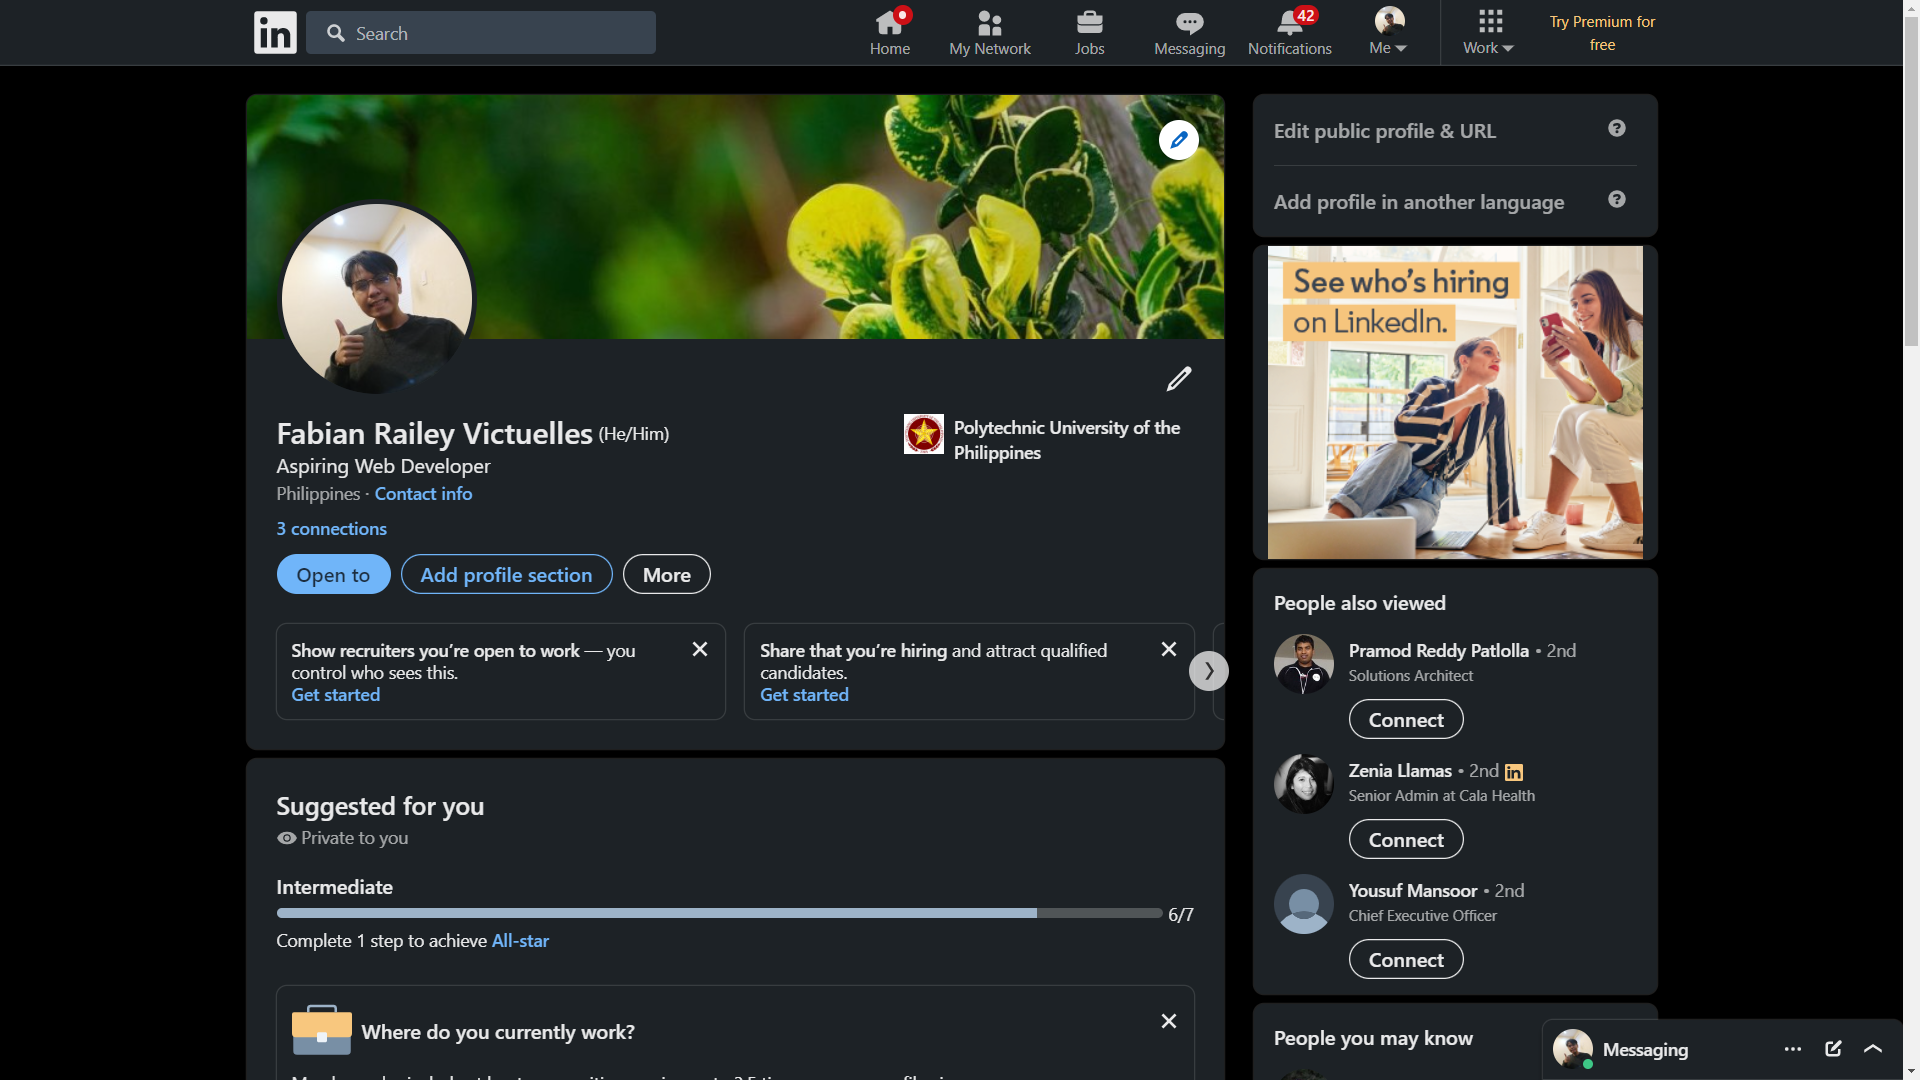 in
Search
Home
My Network
Jobs
Messaging
42
Notifications
Me
Work
Try Premium for
free
Edit public profile & URL
Add profile in another language
See who's hiring
on LinkedIn.
Fabian Railey Victuelles (He/Him)
Aspiring Web Developer
Philippines · Contact info
3 connections
Polytechnic University of the
Philippines
Open to
Add profile section
More
Show recruiters you're open to work — you
control who sees this.
Get started
Share that you're hiring and attract qualified
candidates.
Get started
Suggested for you
Private to you
Intermediate
6/7
Complete 1 step to achieve All-star
Where do you currently work?
People also viewed
Pramod Reddy Patlolla • 2nd
Solutions Architect
Connect
Zenia Llamas • 2nd in
Senior Admin at Cala Health
Connect
Yousuf Mansoor • 2nd
Chief Executive Officer
Connect
People you may know
Messaging